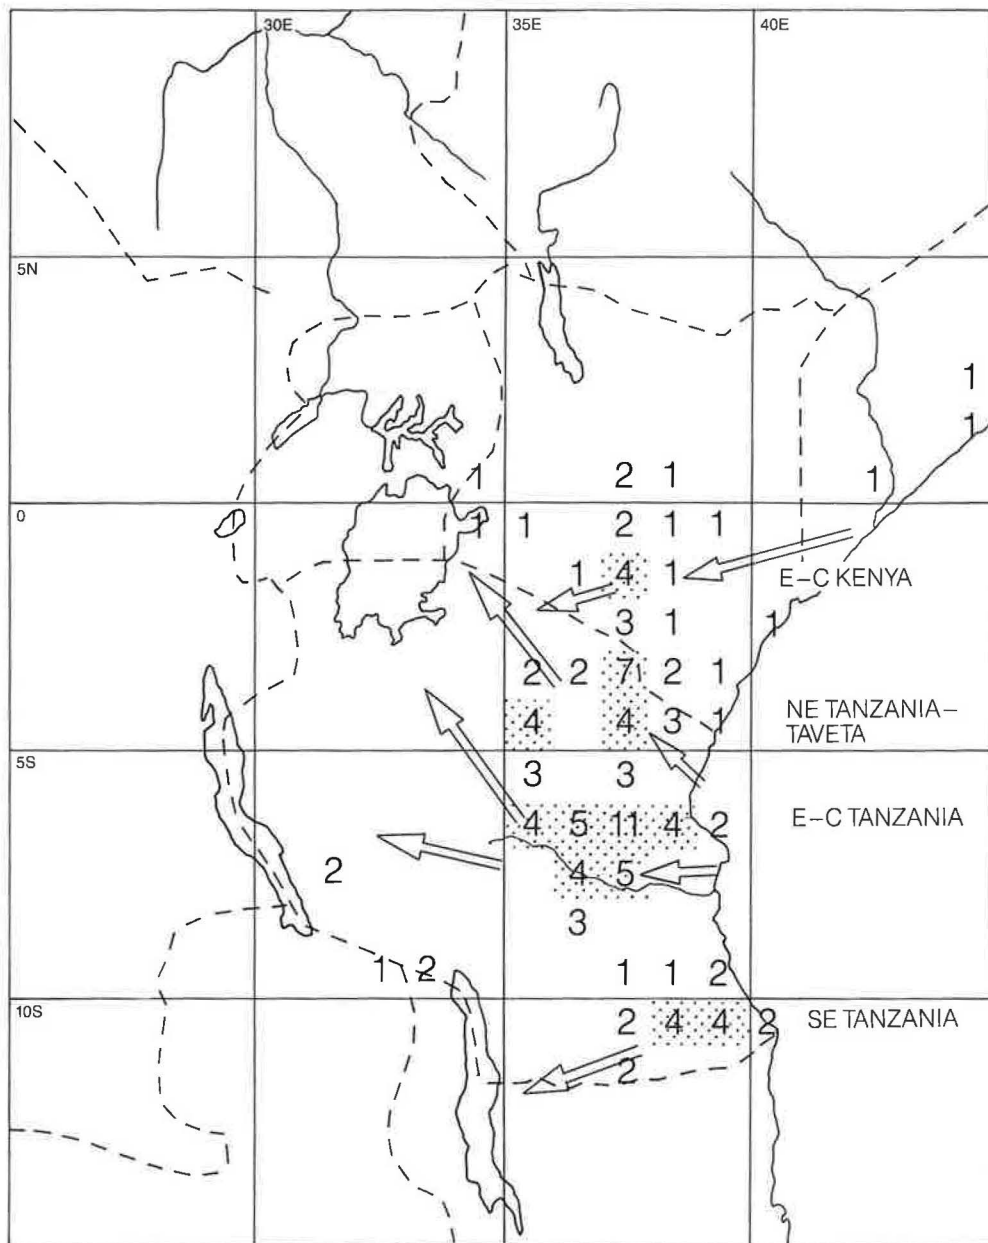 30E 35E 40E
5N
1
1
1 2 1 1
0
1 1 2 1 1
1 4 1 E–C KENYA
3 1 1
2 2 7 2 1
4 4 3 1 NE TANZANIA–
TAVETA
5S
3 3
4 5 11 4 2 E–C TANZANIA
2 4 5
3
1 2 1 1 2
10S
2 4 4 2 SE TANZANIA
2